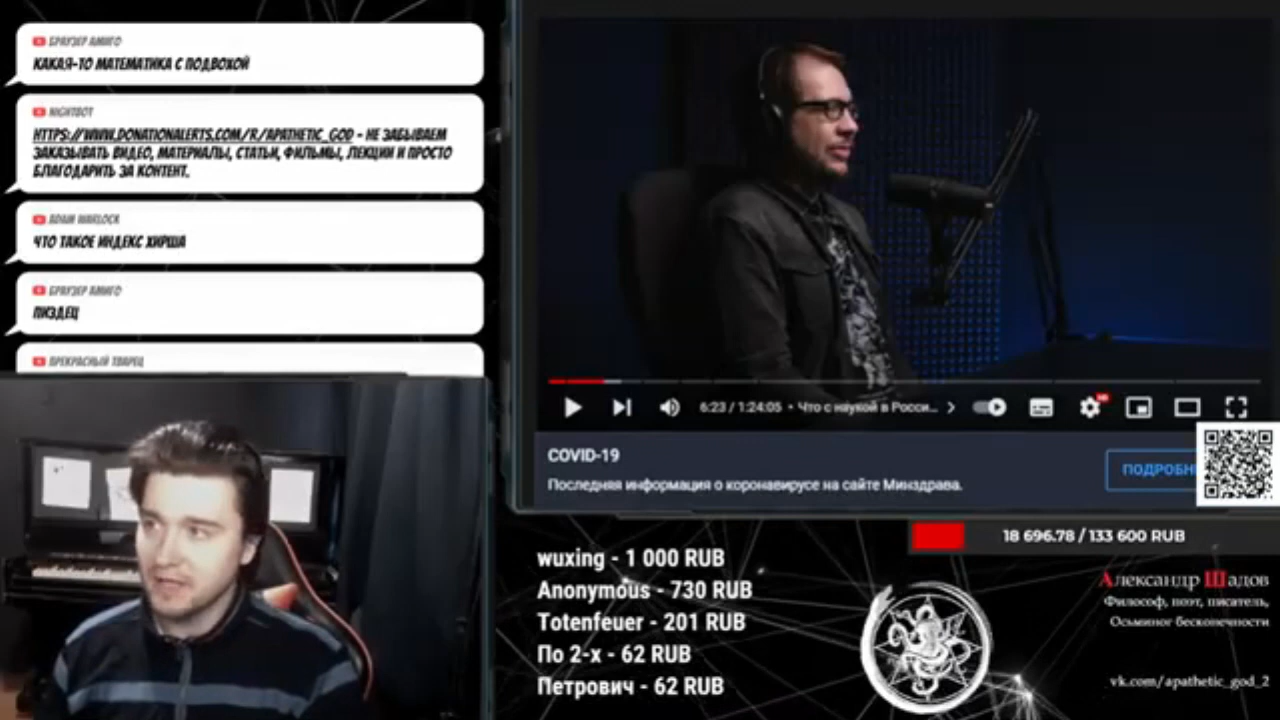 БРАУЗЕР АМИГО
КАКАЯ-ТО МАТЕМАТИКА С ПОДВОХОЙ
NIGHTBOT
HTTPS://WWW.DONATIONALERTS.COM/R/APATHETIC_GOD - НЕ ЗАБЫВАЕМ
ЗАКАЗЫВАТЬ ВИДЕО, МАТЕРИАЛЫ, СТАТЬИ, ФИЛЬМЫ, ЛЕКЦИИ И ПРОСТО
БЛАГОДАРИТЬ ЗА КОНТЕНТ.
ADAM WARLOCK
ЧТО ТАКОЕ ИНДЕКС ХИРША
БРАУЗЕР АМИГО
ПИЗДЕЦ
ПРЕКРАСНЫЙ ТВАРЕЦ
6:23 / 1:24:05 • Что с наукой в Росси...
HD
COVID-19
Последняя информация о коронавирусе на сайте Минздрава.
ПОДРОБН
18 696.78 / 133 600 RUB
wuxing - 1 000 RUB
Anonymous - 730 RUB
Totenfeuer - 201 RUB
По 2-х - 62 RUB
Петрович - 62 RUB
Александр Шадов
Философ, поэт, писатель,
Осьминог бесконечности
vk.com/apathetic_god_2